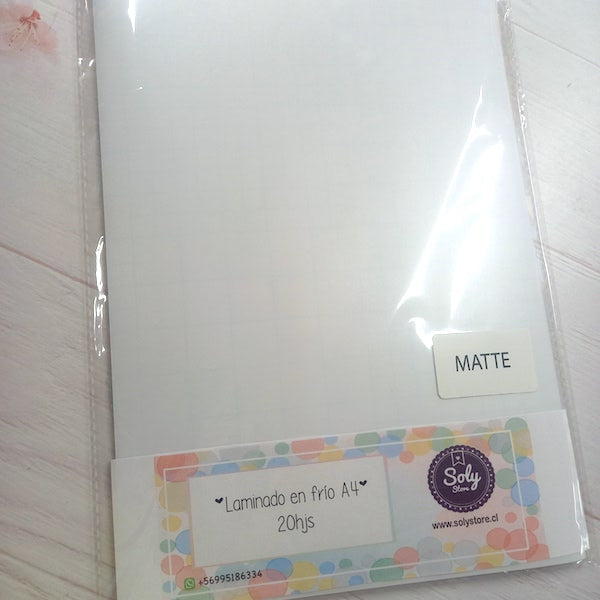 MATTE
Laminado en frío A4
20hjs
Soly
Store
www.solystore.cl
+56995186334